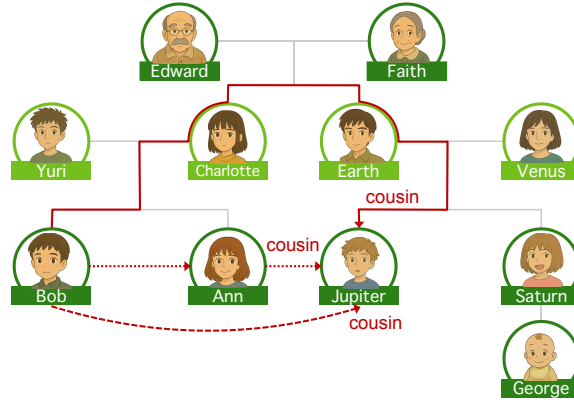 Edward
Faith
Yuri
Charlotte
Earth
Venus
cousin
cousin
Bob
Ann
Jupiter
Saturn
cousin
George